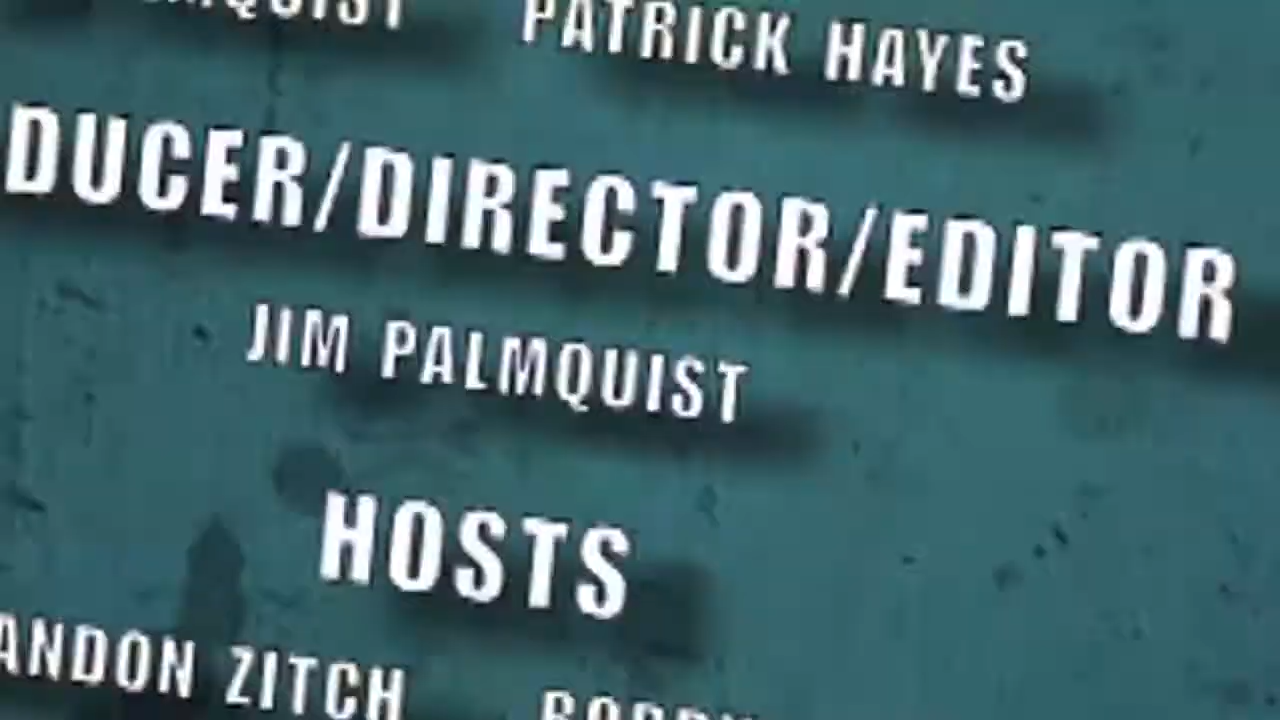 PATRICK HAYES
DUCER/DIRECTOR/EDITOR
JIM PALMQUIST
HOSTS
ANDON ZITCH